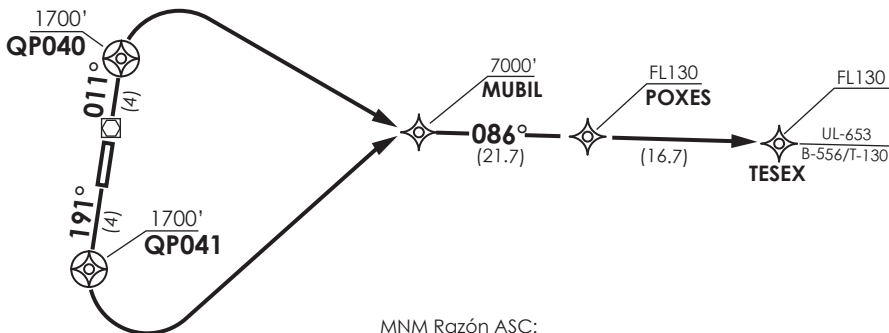 1700’
QP040
011°
(4)
191°
(4)
1700’
QP041
7000’
MUBIL
086°
(21.7)
FL130
POXES
(16.7)
FL130
UL-653
B-556/T-130
TESEX
MNM Razón ASC: